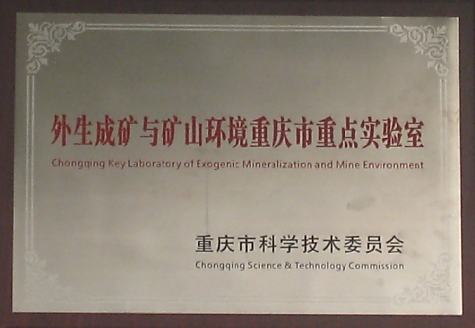 外生成矿与矿山环境重庆市重点实验室
Chongqing Key Laboratory of Exogenic Mineralization and Mine Environment
重庆市科学技术委员会
Chongqing Science & Technology Commission